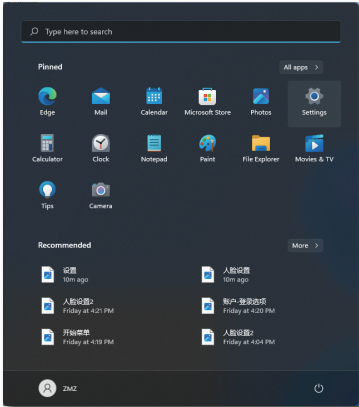 Type here to search
Pinned
All apps >
Edge
Mail
Calendar
Microsoft Store
Photos
Settings
Calculator
Clock
Notepad
Paint
File Explorer
Movies & TV
Tips
Camera
Recommended
More >
设置
10m ago
人脸设置
10m ago
人脸设置2
Friday at 4:21 PM
账户-登录选项
Friday at 4:20 PM
开始菜单
Friday at 4:19 PM
人脸设置2
Friday at 4:04 PM
ZMZ